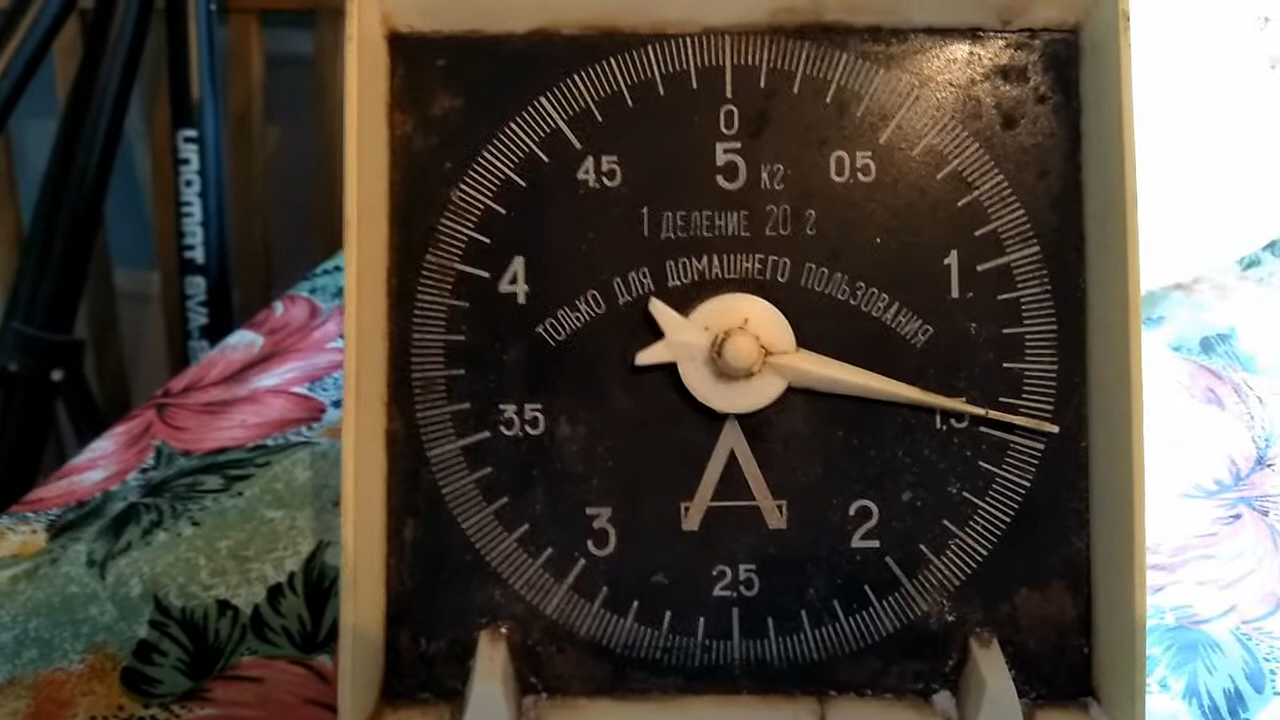 UNOMAT
0
4.5 5 кг 0.5
1 ДЕЛЕНИЕ 20 г
ТОЛЬКО ДЛЯ ДОМАШНЕГО ПОЛЬЗОВАНИЯ
4 1
3.5 1.5
3 2
2.5